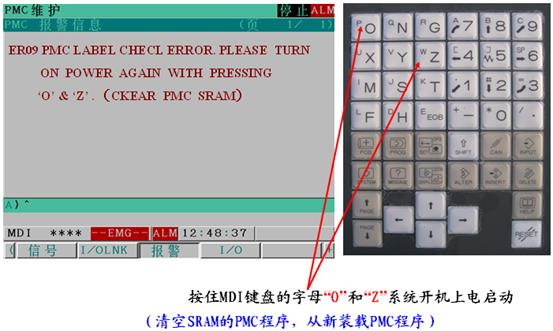 PMC维护 停止 ALM
PMC 报警信息 (页 1/ 1)
ER09 PMC LABEL CHECL ERROR. PLEASE TURN
ON POWER AGAIN WITH PRESSING
‘O’ & ‘Z’. (CKEAR PMC SRAM)
A)^
MDI **** --EMG-- ALM 12:48:37
( 信号 I/OLNK 报警 I/O
P O Q N R G A 7 B 8 C 9
U X V Y W Z [ 4 ] 5 SP 6
I M J S K T , 1 # 2 = 3
L F D H E EOB + - * 0 / .
POS PROG SHIFT CAN INPUT
SYSTEM MESSAGE ALTER INSERT DELETE
↑ PAGE ↑ HELP
PAGE ↓ ← ↓ → RESET
按住MDI键盘的字母“O”和“Z”系统开机上电启动
(清空SRAM的PMC程序，从新装载PMC程序)